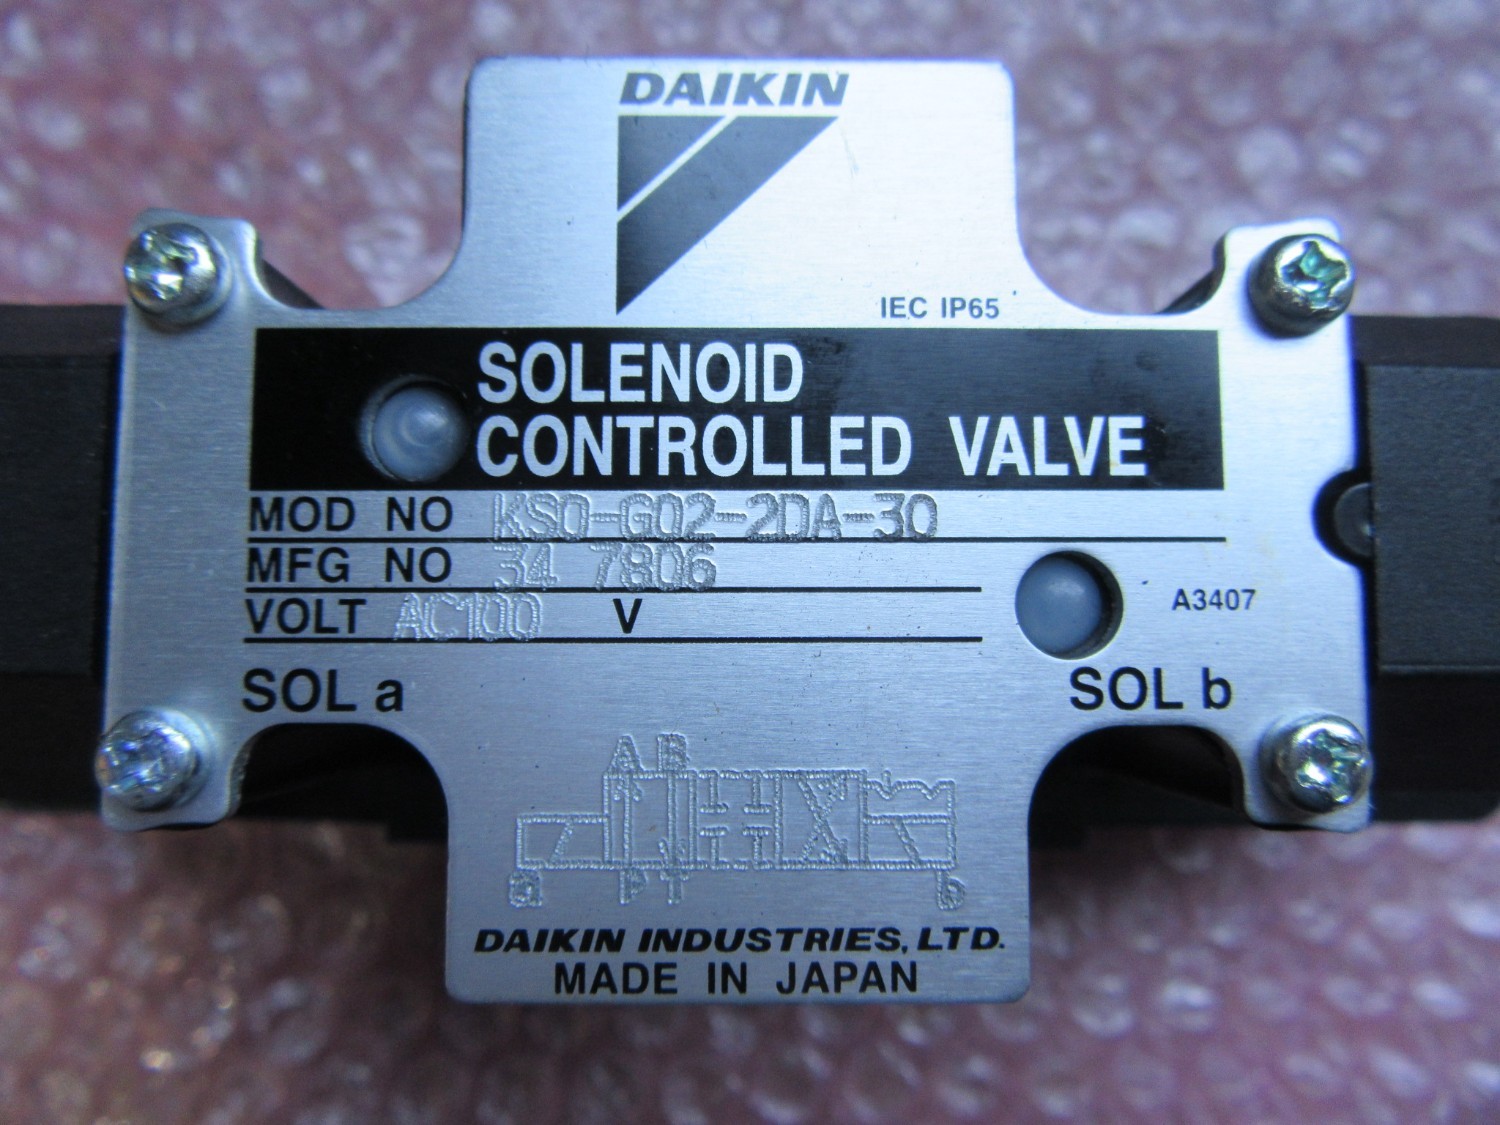 DAIKIN
IEC IP65
SOLENOID
CONTROLLED VALVE
MOD NO KSO-G02-2DA-30
MFG NO 34 7806
VOLT AC100 V
A3407
SOL a SOL b
A B
a P T b
DAIKIN INDUSTRIES, LTD.
MADE IN JAPAN